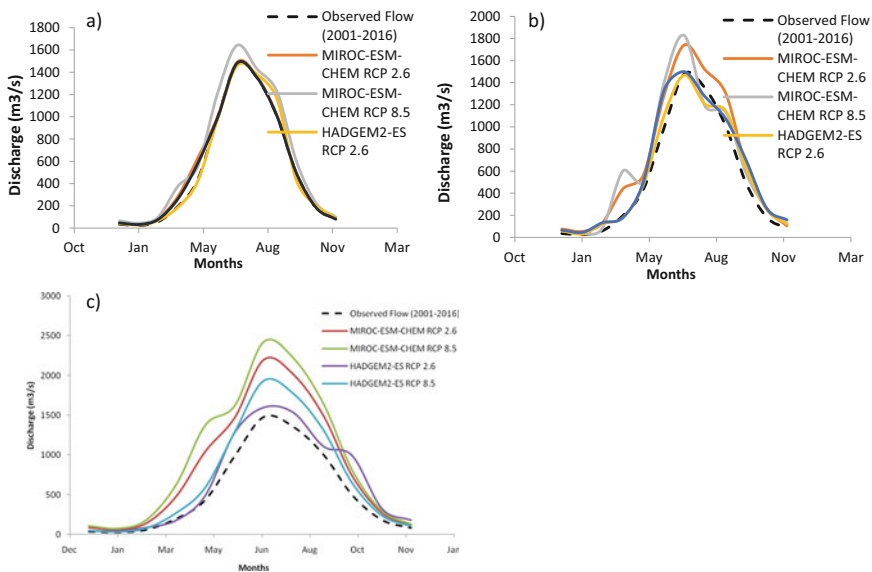 a)
Observed Flow
(2001-2016)
MIROC-ESM-
CHEM RCP 2.6
MIROC-ESM-
CHEM RCP 8.5
HADGEM2-ES
RCP 2.6
1800
1600
1400
1200
1000
800
600
400
200
0
Discharge (m3/s)
Oct
Jan
May
Aug
Nov
Mar
Months
b)
Observed Flow
(2001-2016)
MIROC-ESM-
CHEM RCP 2.6
MIROC-ESM-
CHEM RCP 8.5
HADGEM2-ES
RCP 2.6
2000
1800
1600
1400
1200
1000
800
600
400
200
0
Discharge (m3/s)
Oct
Jan
May
Aug
Nov
Mar
Months
c)
Observed Flow (2001-2016)
MIROC-ESM-CHEM RCP 2.6
MIROC-ESM-CHEM RCP 8.5
HADGEM2-ES RCP 2.6
HADGEM2-ES RCP 8.5
3000
2500
2000
1500
1000
500
0
Discharge (m3/s)
Dec
Jan
Mar
May
Jun
Aug
Oct
Nov
Jan
Months